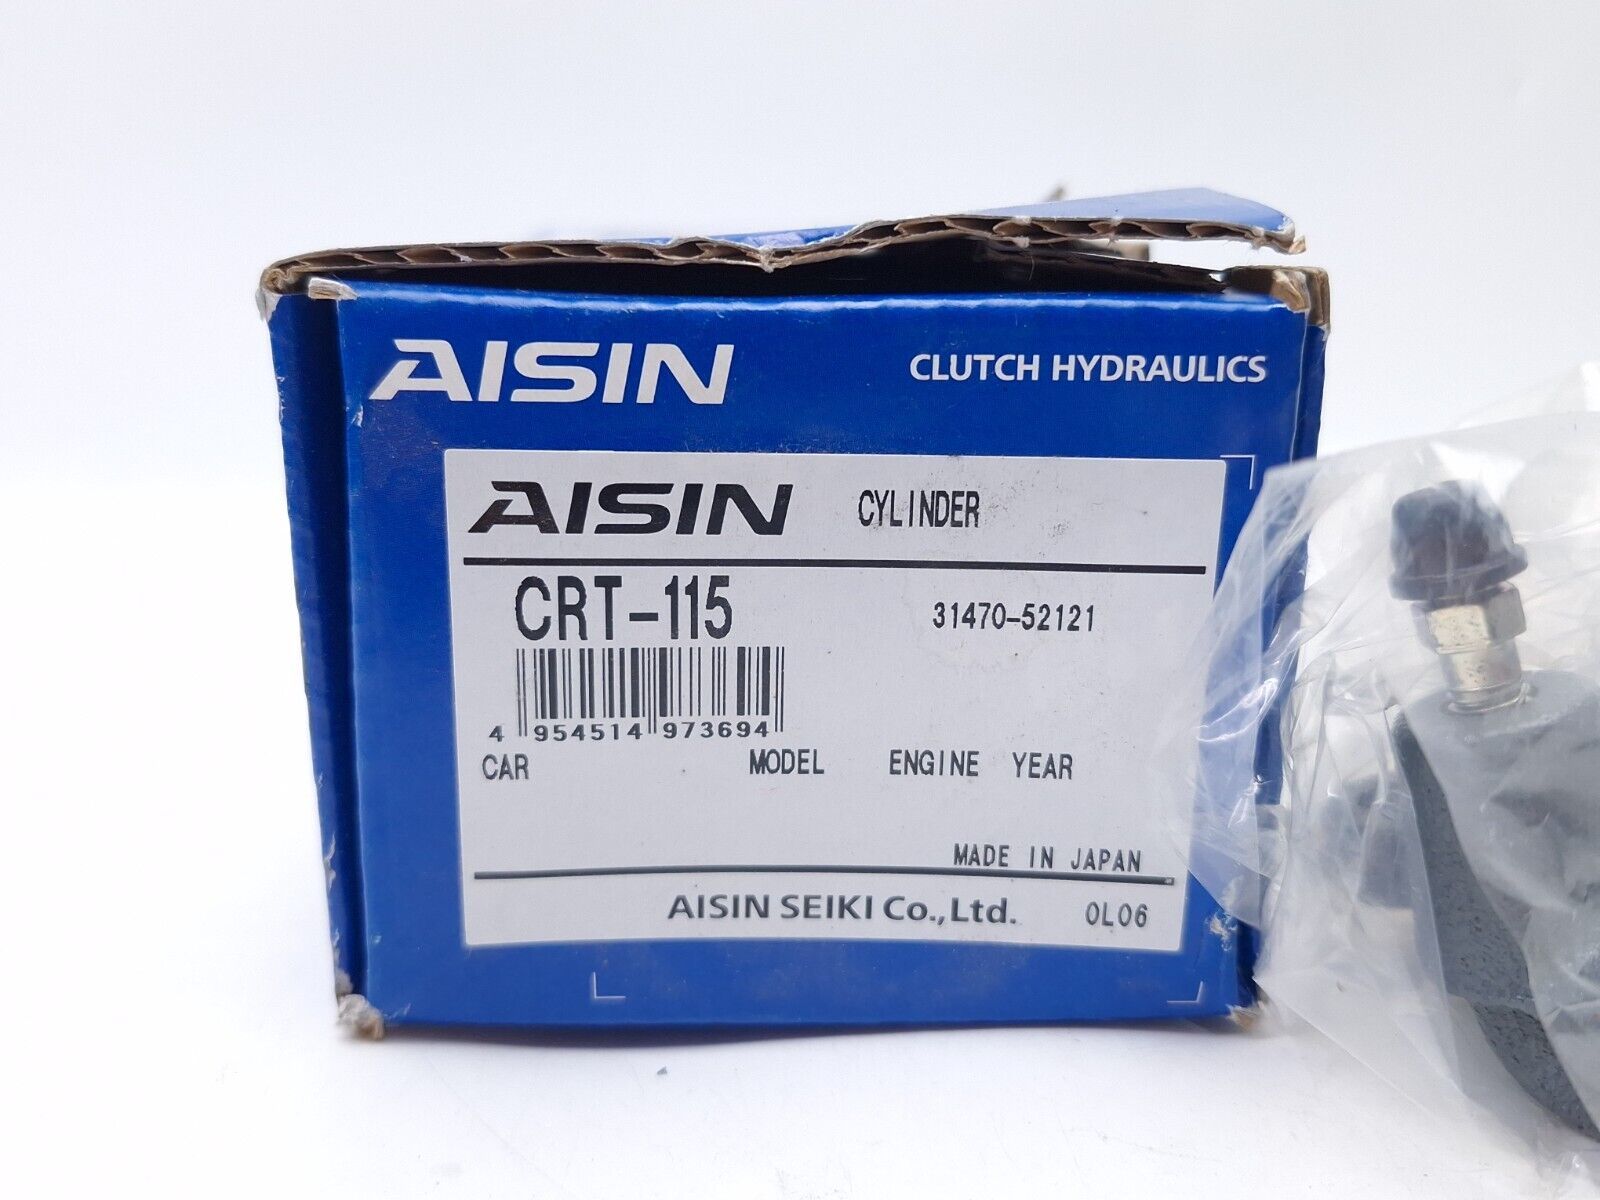 AISIN CLUTCH HYDRAULICS
AISIN CYLINDER
CRT-115 31470-52121
4 954514 973694
CAR MODEL ENGINE YEAR
MADE IN JAPAN
AISIN SEIKI Co., Ltd. 0L06